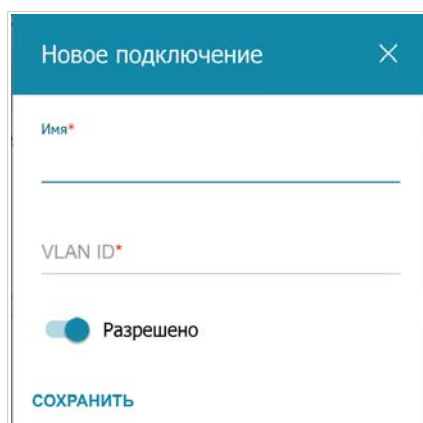 Новое подключение
Имя*
VLAN ID*
Разрешено
СОХРАНИТЬ